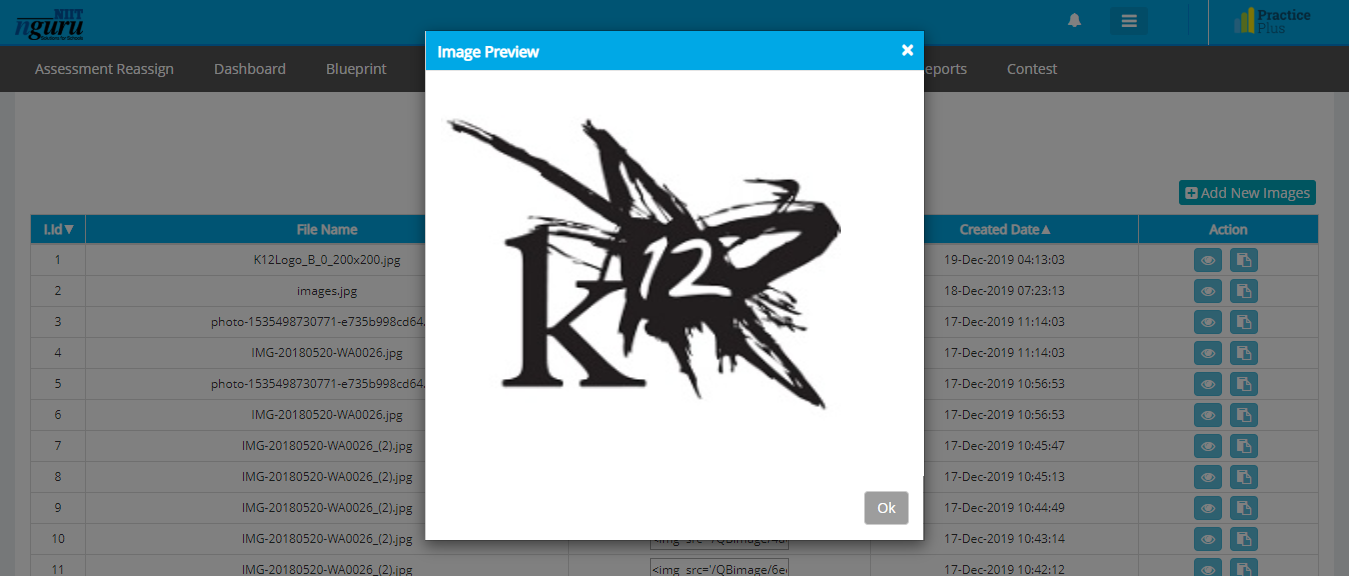 NIIT
nguru
Solutions for Schools
Practice
Plus
Assessment Reassign Dashboard Blueprint eports Contest
Image Preview ×
K12
Add New Images
I.Id▼ File Name Created Date▲ Action
1 K12Logo_B_0_200x200.jpg 19-Dec-2019 04:13:03
2 images.jpg 18-Dec-2019 07:23:13
3 photo-1535498730771-e735b998cd64. 17-Dec-2019 11:14:03
4 IMG-20180520-WA0026.jpg 17-Dec-2019 11:14:03
5 photo-1535498730771-e735b998cd64. 17-Dec-2019 10:56:53
6 IMG-20180520-WA0026.jpg 17-Dec-2019 10:56:53
7 IMG-20180520-WA0026_(2).jpg 17-Dec-2019 10:45:47
8 IMG-20180520-WA0026_(2).jpg 17-Dec-2019 10:45:13
9 IMG-20180520-WA0026_(2).jpg 17-Dec-2019 10:44:49
Ok
10 IMG-20180520-WA0026_(2).jpg 17-Dec-2019 10:43:14
11 IMG-20180520-WA0026_(2).jpg <img src='/QBimage/6e 17-Dec-2019 10:42:12